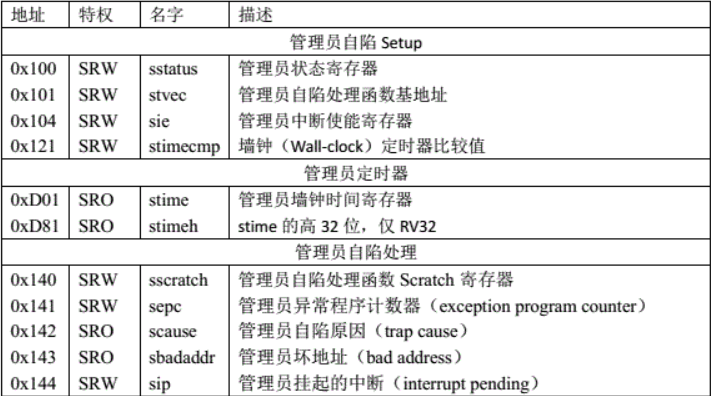 地址 特权 名字 描述
管理员自陷 Setup
0x100 SRW sstatus 管理员状态寄存器
0x101 SRW stvec 管理员自陷处理函数基地址
0x104 SRW sie 管理员中断使能寄存器
0x121 SRW stimecmp 墙钟（Wall-clock）定时器比较值
管理员定时器
0xD01 SRO stime 管理员墙钟时间寄存器
0xD81 SRO stimeh stime 的高 32 位，仅 RV32
管理员自陷处理
0x140 SRW sscratch 管理员自陷处理函数 Scratch 寄存器
0x141 SRW sepc 管理员异常程序计数器（exception program counter）
0x142 SRO scause 管理员自陷原因（trap cause）
0x143 SRO sbadaddr 管理员坏地址（bad address）
0x144 SRW sip 管理员挂起的中断（interrupt pending）